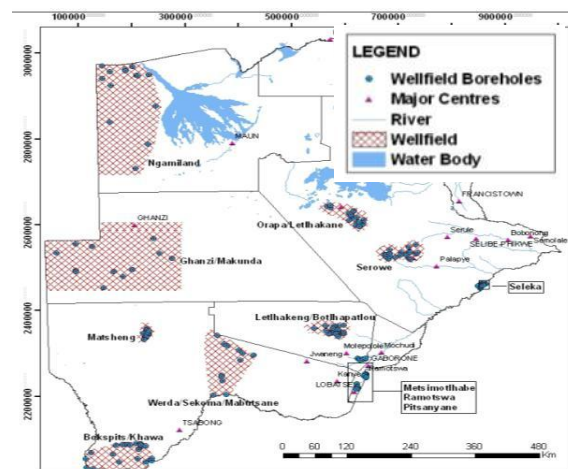 100000 300000 500000 7000000 900000
3000000
2800000
2600000
2400000
2200000
LEGEND
Wellfield Boreholes
Major Centres
River
Wellfield
Water Body
MAUN
Ngamiland
FRANCISTOWN
GHANZI
Orapa/Letlhakane
Serule
Bobonong
SELIBE-PHIKWE
Semolale
Ghanzi/Makunda
Serowe
Palapye
Seleka
Letlhakeng/Botlhapatlou
Matsheng
Molepolole
Mochudi
Jwaneng
GABORONE
Ramotswa
Kanye
LOBATSE
Metsimotlhabe
Ramotswa
Pitsanyane
Werda/Sekoma/Mabutsane
TSABONG
Bekspits/Khawa
Km
0 60 120 240 360 480